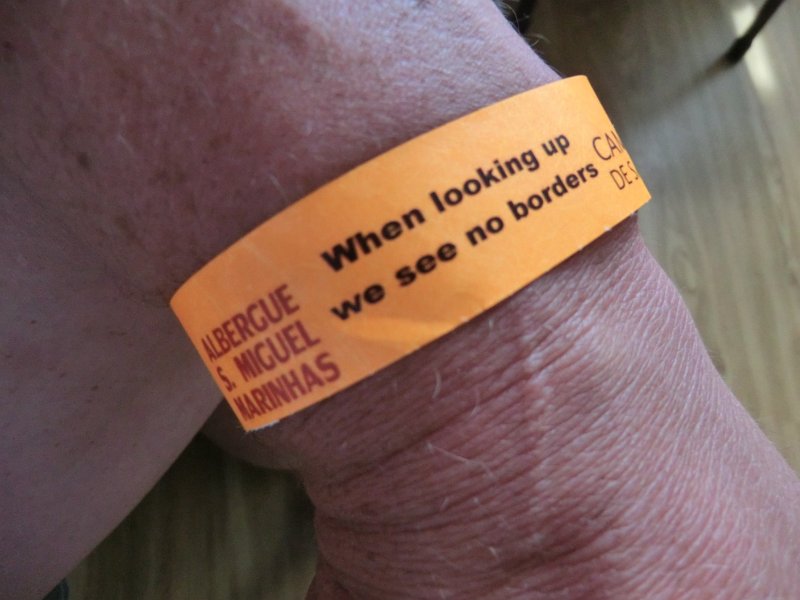 ALBERGUE
S. MIGUEL
MARINHAS
When looking up
we see no borders